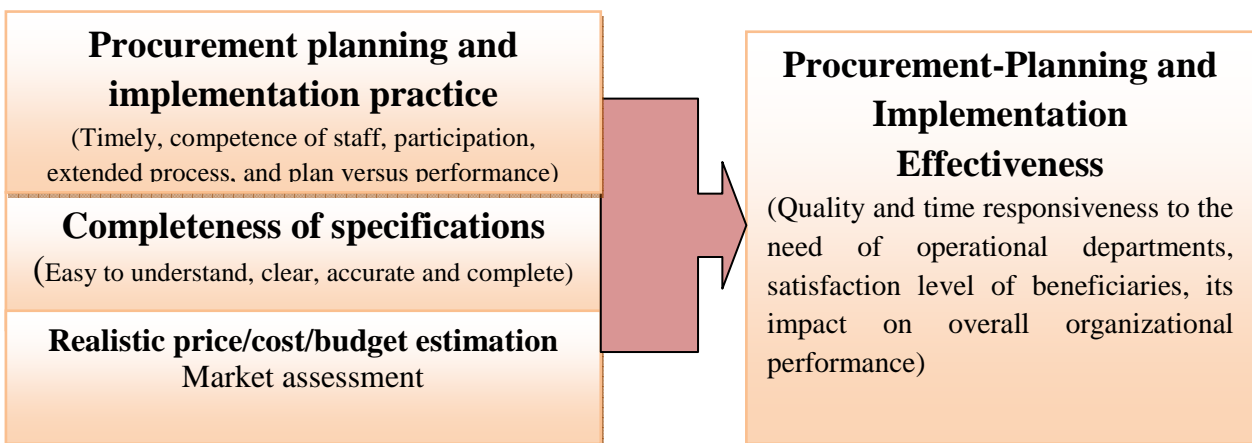 Procurement planning and
implementation practice
(Timely, competence of staff, participation,
extended process, and plan versus performance)
Completeness of specifications
(Easy to understand, clear, accurate and complete)
Realistic price/cost/budget estimation
Market assessment
Procurement-Planning and
Implementation
Effectiveness
(Quality and time responsiveness to the
need of operational departments,
satisfaction level of beneficiaries, its
impact on overall organizational
performance)